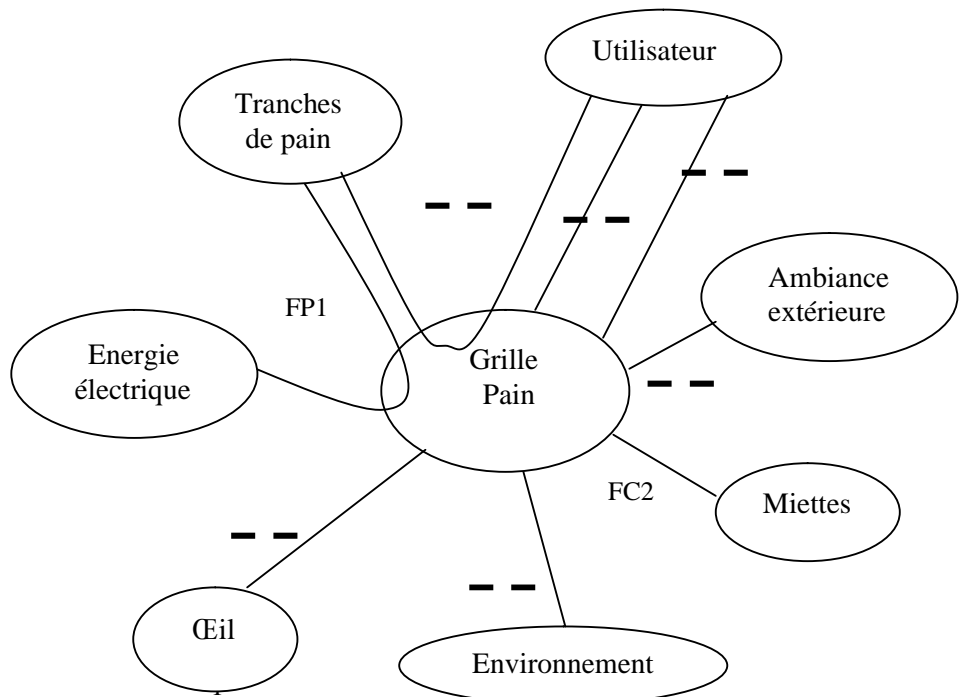 Utilisateur
Tranches
de pain
Ambiance
extérieure
FP1
Energie
électrique
Grille
Pain
FC2
Miettes
Œil
Environnement